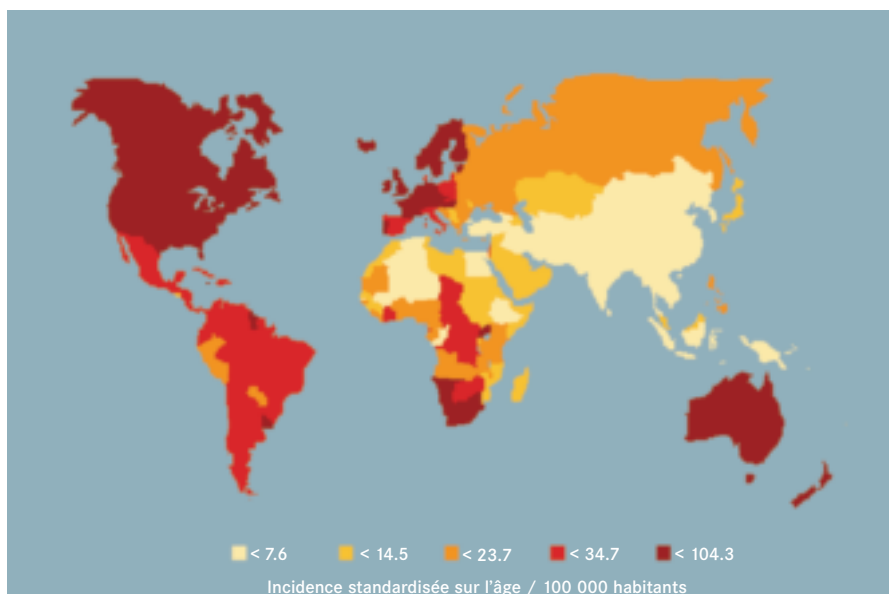 < 7.6 < 14.5 < 23.7 < 34.7 < 104.3
Incidence standardisée sur l'âge / 100 000 habitants